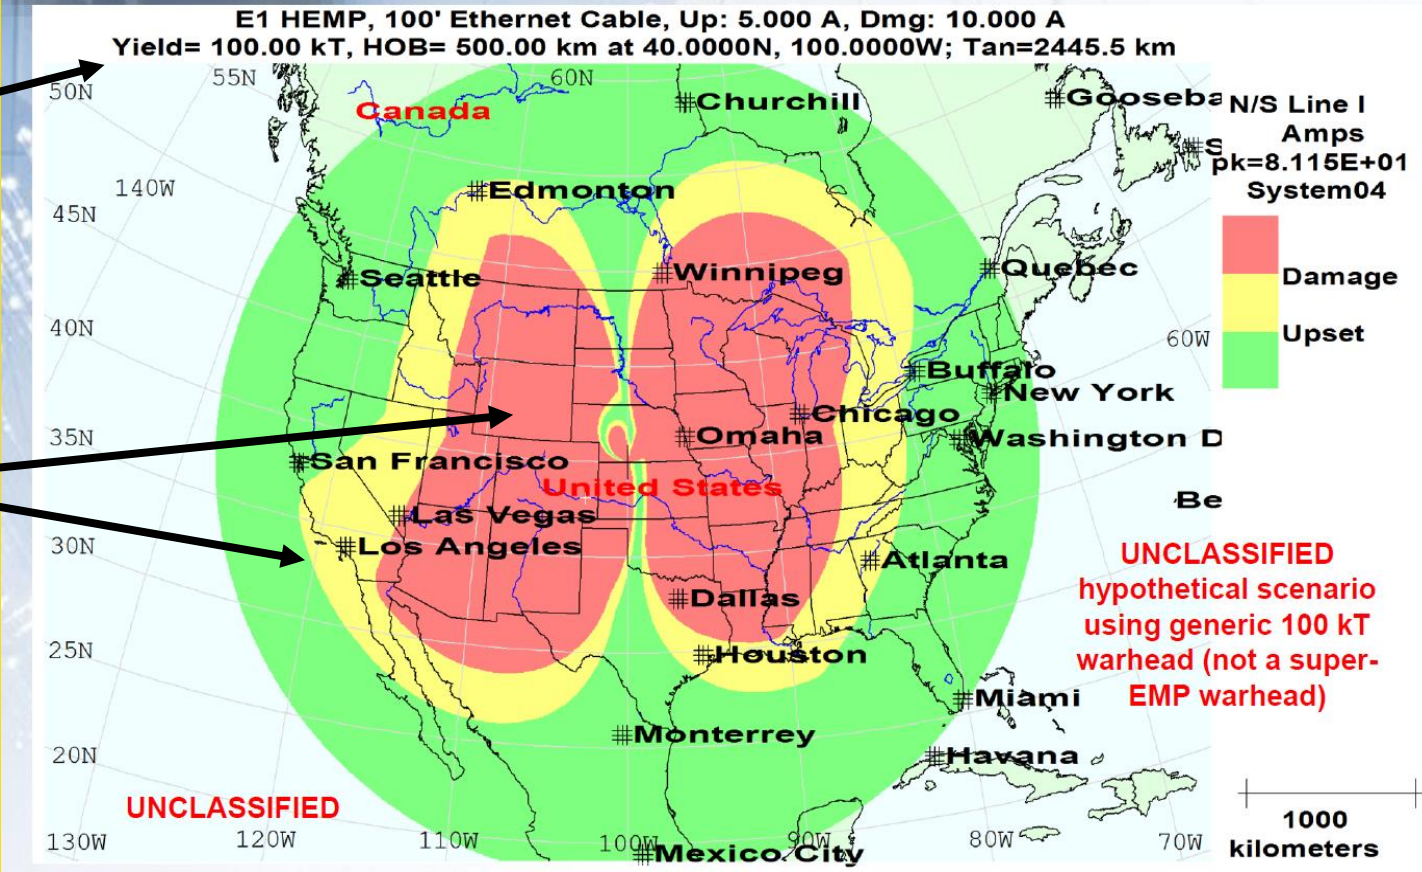 E1 HEMP, 100' Ethernet Cable, Up: 5.000 A, Dmg: 10.000 A
Yield= 100.00 kT, HOB= 500.00 km at 40.0000N, 100.0000W; Tan=2445.5 km
55N
60N
50N
Canada
Churchill
Gooseba
N/S Line I
Amps
pk=8.115E+01
System04
S
140W
Edmonton
45N
Seattle
Winnipeg
Quebec
Damage
40N
60W
Upset
Buffalo
New York
Chicago
35N
Omaha
Washington D
San Francisco
United States
Be
Las Vegas
30N
Los Angeles
Atlanta
UNCLASSIFIED
hypothetical scenario
using generic 100 kT
warhead (not a super-
EMP warhead)
Dallas
25N
Houston
Miami
Monterrey
20N
Havana
UNCLASSIFIED
130W
120W
110W
100W
90W
80W
70W
Mexico City
1000
kilometers